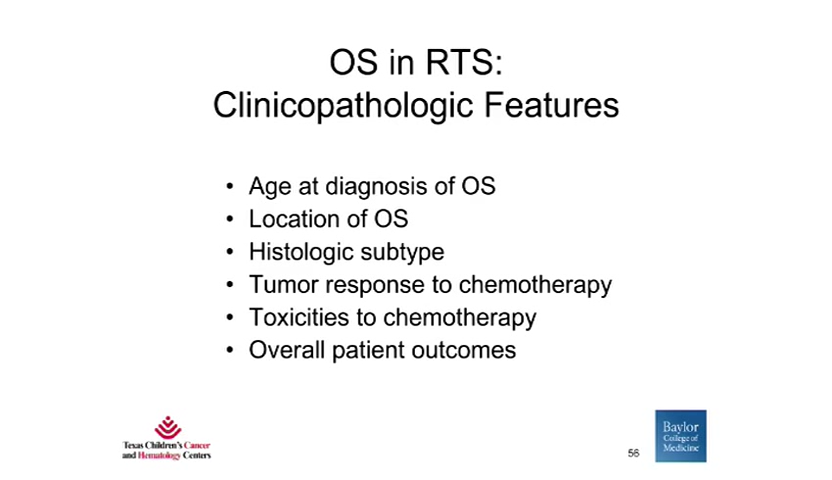 OS in RTS:
Clinicopathologic Features
• Age at diagnosis of OS
• Location of OS
• Histologic subtype
• Tumor response to chemotherapy
• Toxicities to chemotherapy
• Overall patient outcomes
Texas Children's Cancer
and Hematology Centers
56
Baylor
College of
Medicine